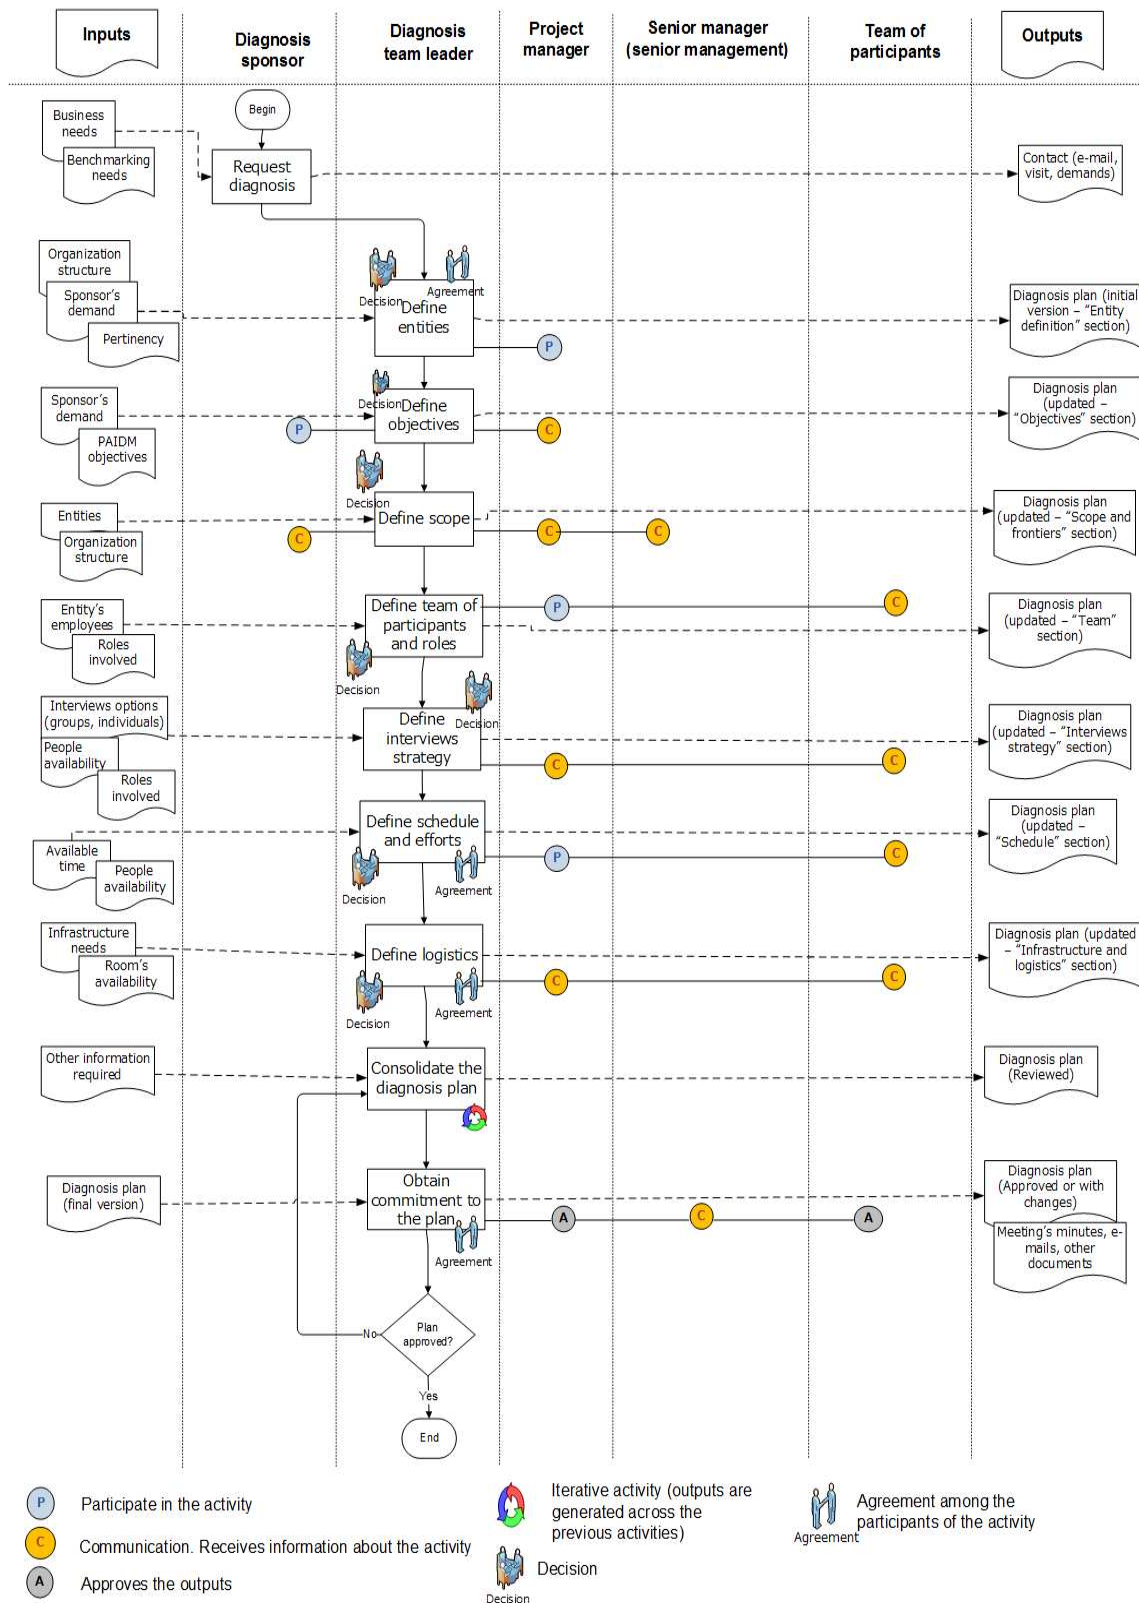 Inputs
Diagnosis
sponsor
Diagnosis
team leader
Project
manager
Senior manager
(senior management)
Team of
participants
Outputs
Begin
Business
needs
Benchmarking
needs
Request
diagnosis
Contact (e-mail,
visit, demands)
Organization
structure
Sponsor's
demand
Pertinency
Decision
Agreement
Define
entities
P
Diagnosis plan (initial
version – "Entity
definition" section)
Sponsor's
demand
PAIDM
objectives
Decision
Define
objectives
P
C
Diagnosis plan
(updated –
"Objectives" section)
Entities
Organization
structure
Decision
Define scope
C
C
C
Diagnosis plan
(updated – "Scope and
frontiers" section)
Entity's
employees
Roles
involved
Define team of
participants
and roles
Decision
P
C
Diagnosis plan
(updated – "Team"
section)
Interviews options
(groups, individuals)
People
availability
Roles
involved
Decision
Define
interviews
strategy
C
C
Diagnosis plan
(updated – "Interviews
strategy" section)
Available
time
People
availability
Define schedule
and efforts
Decision
Agreement
P
C
Diagnosis plan
(updated –
"Schedule" section)
Infrastructure
needs
Room's
availability
Define logistics
Decision
Agreement
C
C
Diagnosis plan (updated
– "Infrastructure and
logistics" section)
Other information
required
Consolidate the
diagnosis plan
Diagnosis plan
(Reviewed)
Diagnosis plan
(final version)
Obtain
commitment to
the plan
Agreement
A
C
A
Diagnosis plan
(Approved or with
changes)
Meeting's minutes, e-
mails, other
documents
Plan
approved?
No
Yes
End
P
Participate in the activity
C
Communication. Receives information about the activity
A
Approves the outputs
Iterative activity (outputs are
generated across the
previous activities)
Decision
Decision
Agreement
Agreement among the
participants of the activity